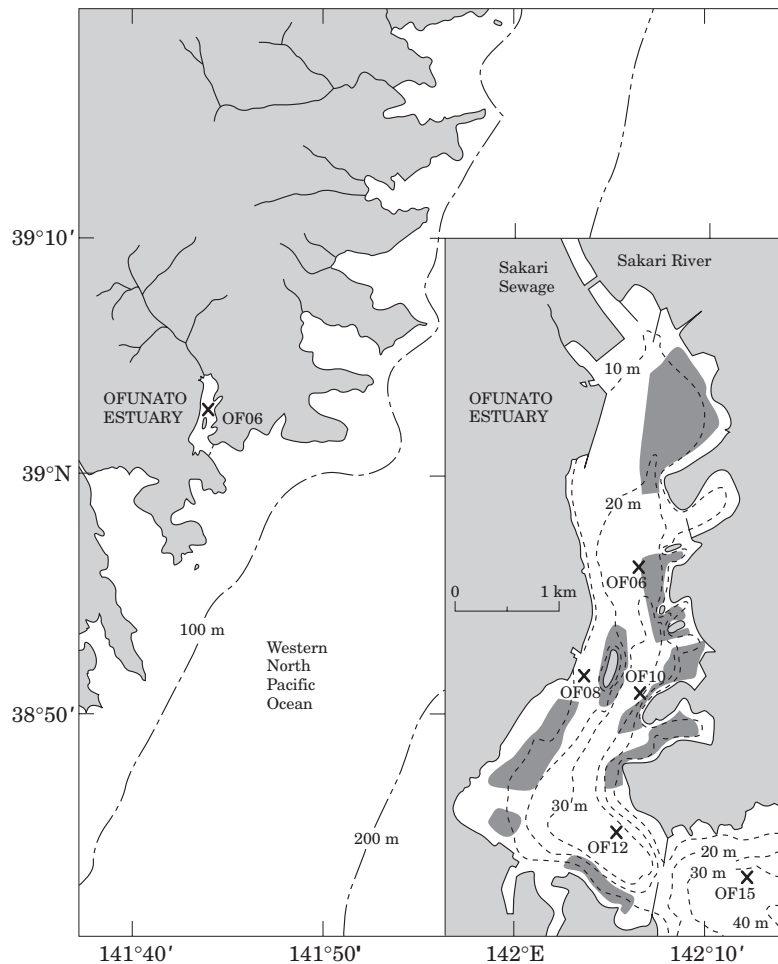 39°10′
OFUNATO
ESTUARY
OF06
39°N
100 m
Western
North
Pacific
Ocean
38°50′
200 m
141°40′
141°50'
142°E
142°10′
Sakari
Sewage
Sakari River
10 m
OFUNATO
ESTUARY
20 m
0
1 km
OF06
OF08
OF10
30′m
OF12
20 m
30 m
OF15
40 m